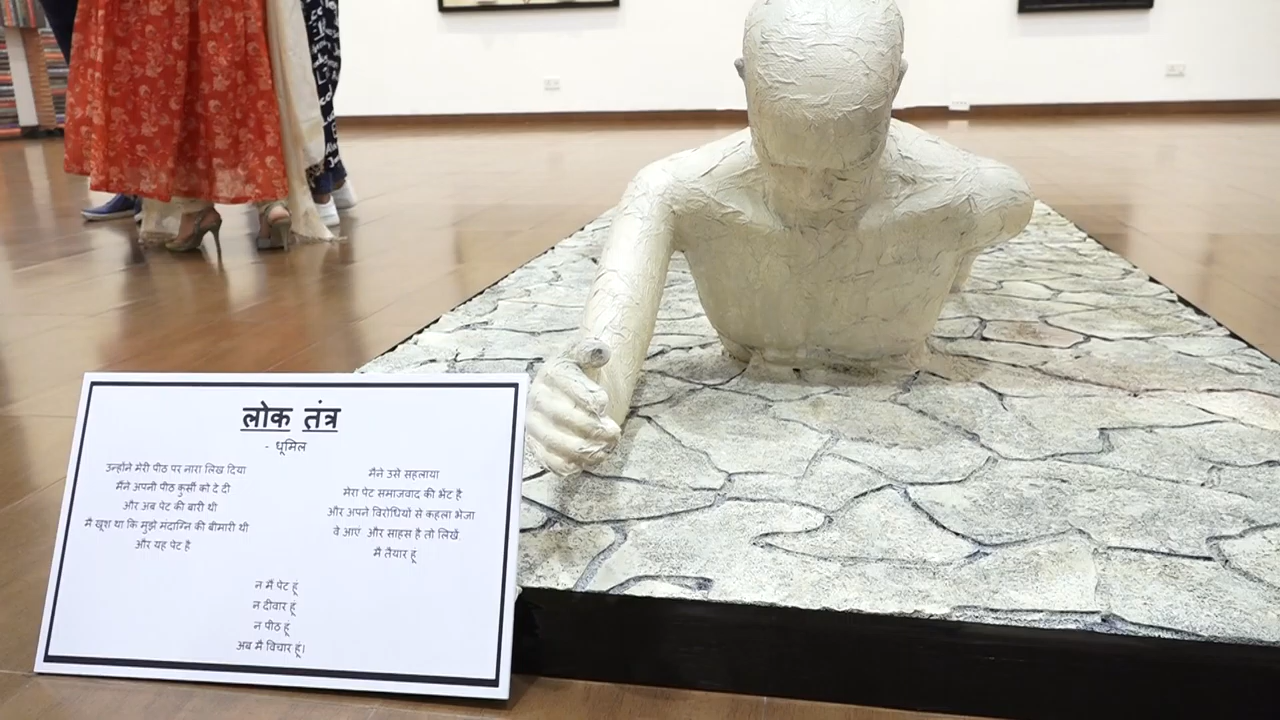 लोक तंत्र
- धूमिल
उन्होंने मेरी पीठ पर नारा लिख दिया
मैंने अपनी पीठ कुर्सी को दे दी
और अब पेट की बारी थी
मै खूश था कि मुझे मंदाग्नि की बीमारी थी
और यह पेट है
मैने उसे सहलाया
मेरा पेट समाजवाद की भेंट है
और अपने विरोधियों से कहला भेजा
वे आएं और साहस है तो लिखें
मै तैयार हूं
न मैं पेट हूं
न दीवार हूं
न पीठ हूं
अब मै विचार हूं।